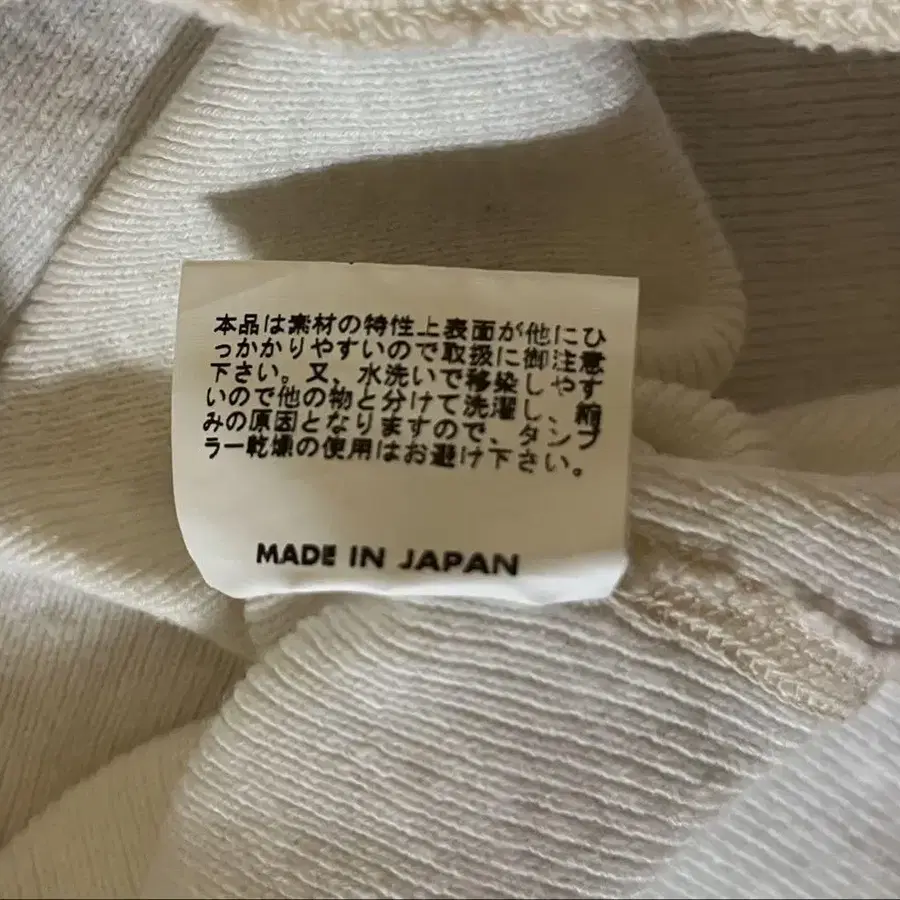 本品は素材の特性上表面が他にひ
っかかりやすいので取扱に御注意
下さい。又、水洗いで移染しやす
いので他の物と分けて洗濯し、縮
みの原因となりますので、タンブ
ラー乾燥の使用はお避け下さい。
MADE IN JAPAN